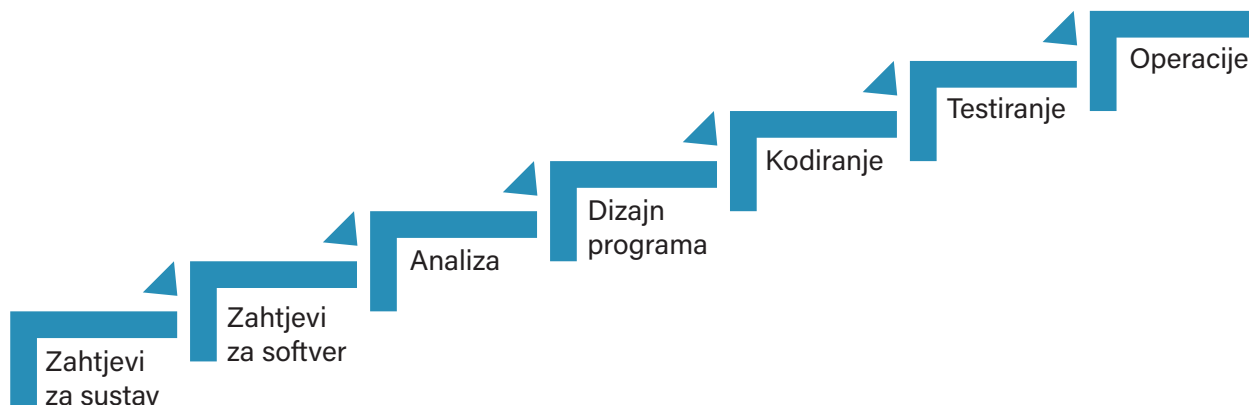 Zahtjevi
za sustav
Zahtjevi
za softver
Analiza
Dizajn
programa
Kodiranje
Testiranje
Operacije